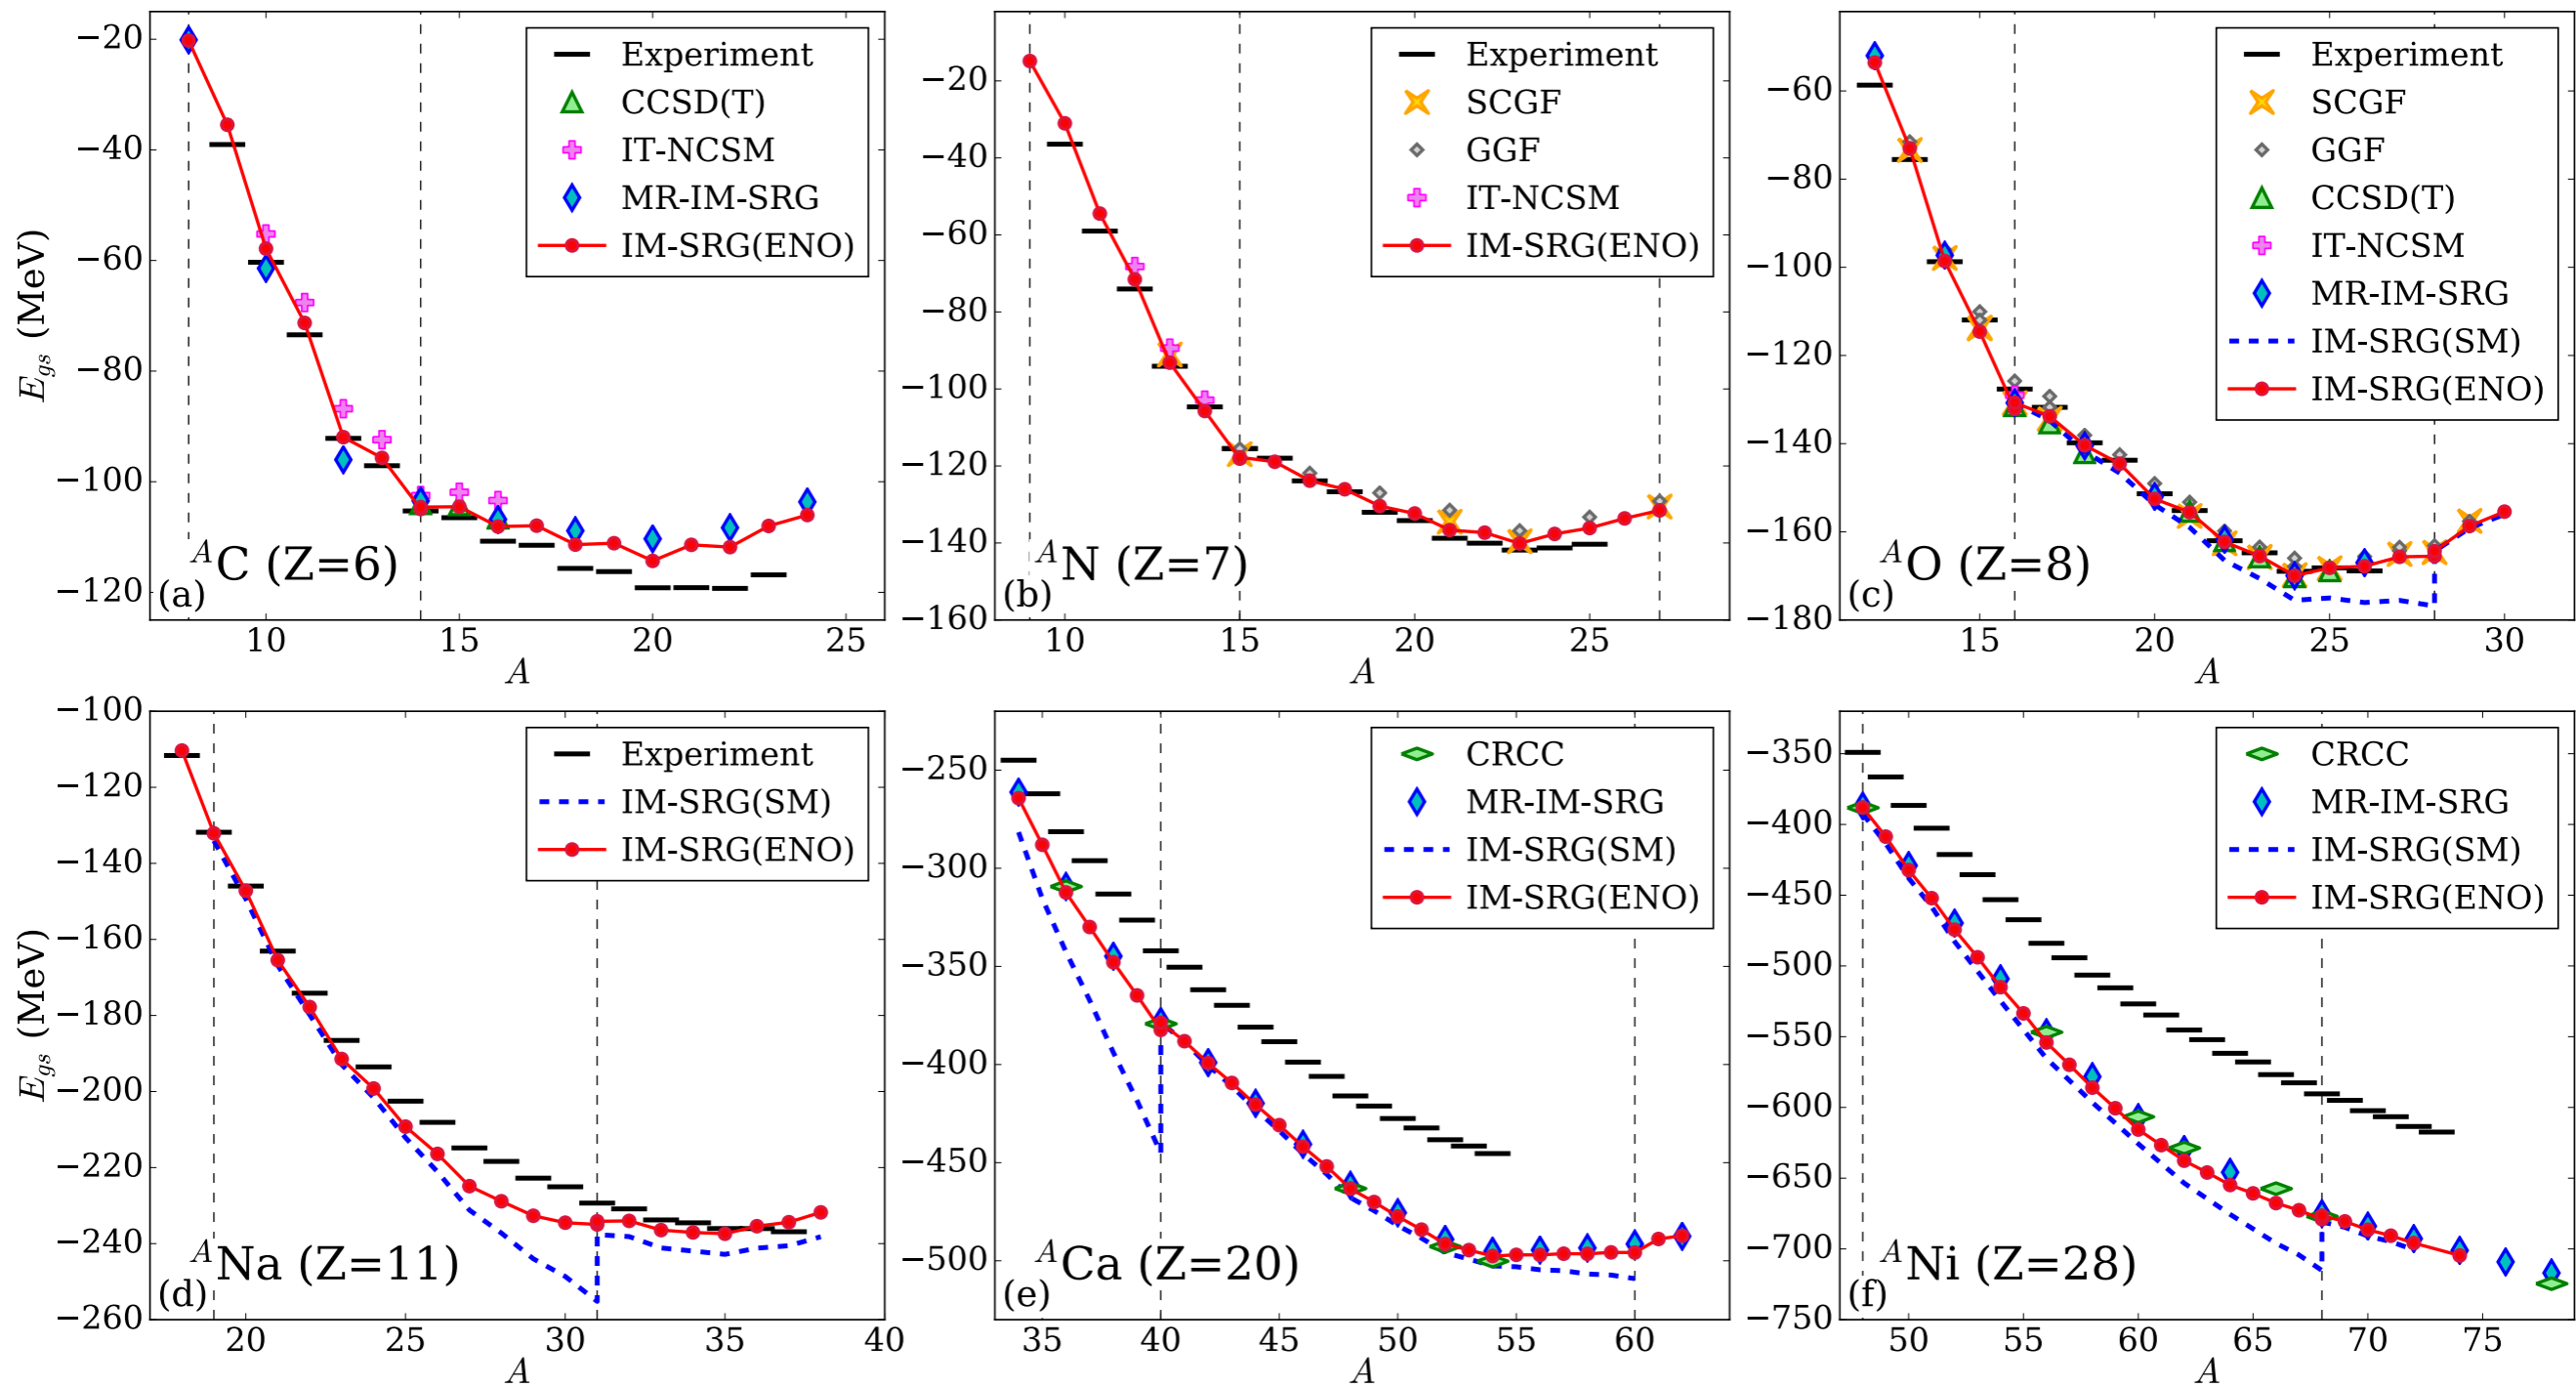 E_gs (MeV)
−20
−40
−60
−80
−100
−120
Experiment
CCSD(T)
IT-NCSM
MR-IM-SRG
IM-SRG(ENO)
ᴬC (Z=6)
(a)
10 15 20 25
A
−20
−40
−60
−80
−100
−120
−140
−160
Experiment
SCGF
GGF
IT-NCSM
IM-SRG(ENO)
ᴬN (Z=7)
(b)
10 15 20 25
A
−60
−80
−100
−120
−140
−160
−180
Experiment
SCGF
GGF
CCSD(T)
IT-NCSM
MR-IM-SRG
IM-SRG(SM)
IM-SRG(ENO)
ᴬO (Z=8)
(c)
15 20 25 30
A
E_gs (MeV)
−100
−120
−140
−160
−180
−200
−220
−240
−260
Experiment
IM-SRG(SM)
IM-SRG(ENO)
ᴬNa (Z=11)
(d)
20 25 30 35 40
A
−250
−300
−350
−400
−450
−500
CRCC
MR-IM-SRG
IM-SRG(SM)
IM-SRG(ENO)
ᴬCa (Z=20)
(e)
35 40 45 50 55 60
A
−350
−400
−450
−500
−550
−600
−650
−700
−750
CRCC
MR-IM-SRG
IM-SRG(SM)
IM-SRG(ENO)
ᴬNi (Z=28)
(f)
50 55 60 65 70 75
A